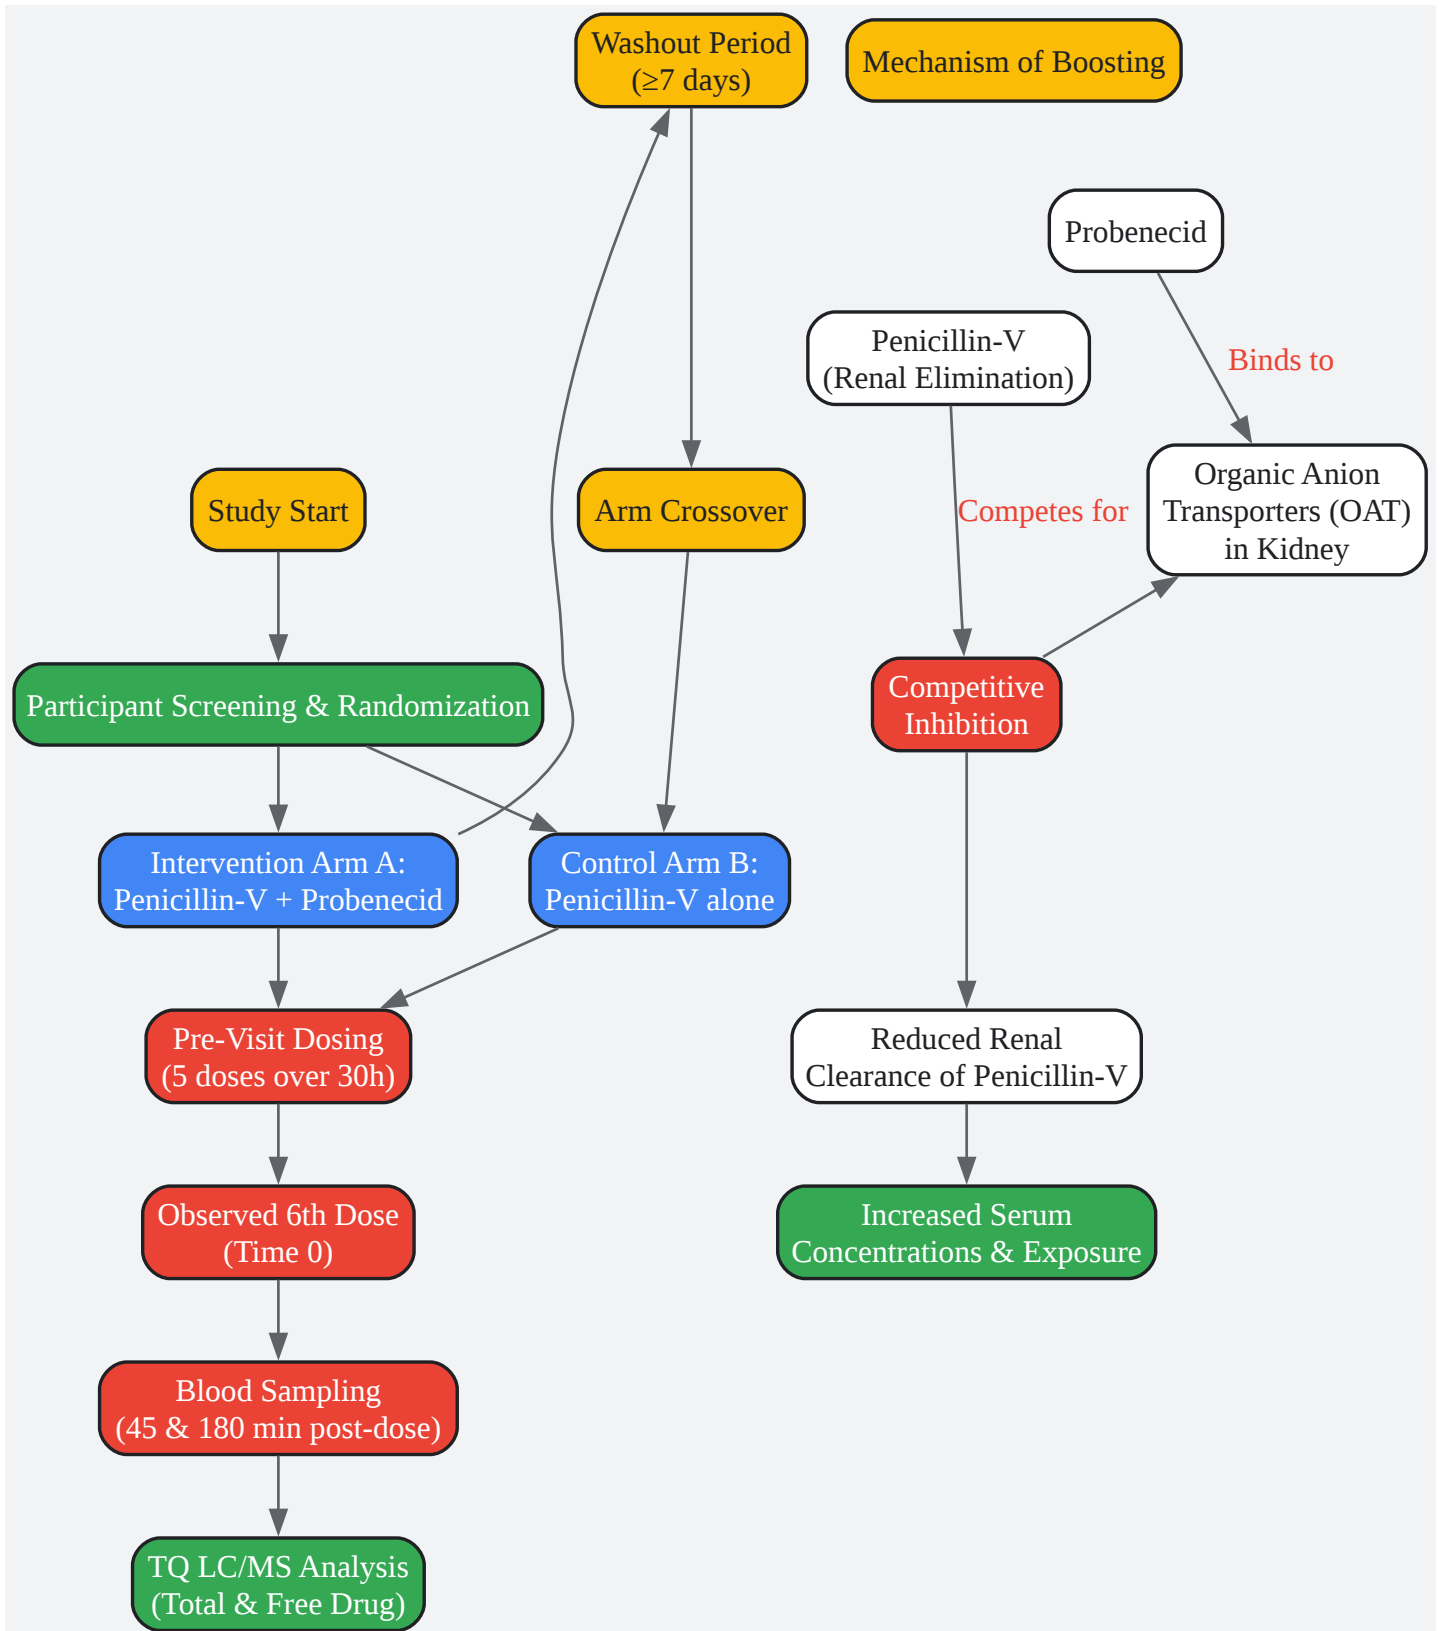 Washout Period
(≥7 days)
Mechanism of Boosting
Probenecid
Penicillin-V
(Renal Elimination)
Binds to
Organic Anion
Transporters (OAT)
in Kidney
Study Start
Arm Crossover
Competes for
Participant Screening & Randomization
Competitive
Inhibition
Intervention Arm A:
Penicillin-V + Probenecid
Control Arm B:
Penicillin-V alone
Pre-Visit Dosing
(5 doses over 30h)
Reduced Renal
Clearance of Penicillin-V
Observed 6th Dose
(Time 0)
Increased Serum
Concentrations & Exposure
Blood Sampling
(45 & 180 min post-dose)
TQ LC/MS Analysis
(Total & Free Drug)